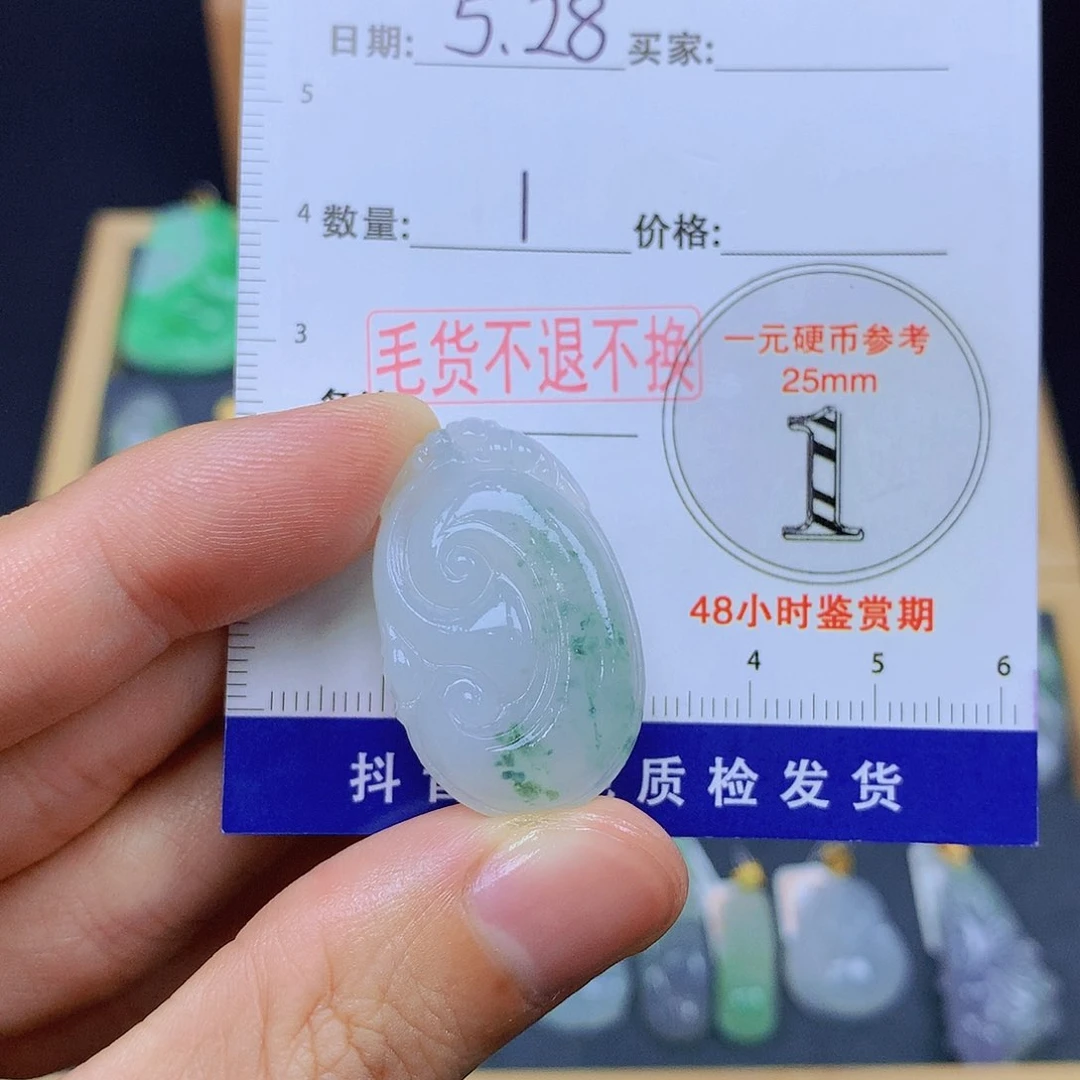 日期: 5.28 买家:
5
4 数量: 1 价格:
3
毛货不退不换
一元硬币参考
25mm
1
48小时鉴赏期
4 5 6
抖 质检发货